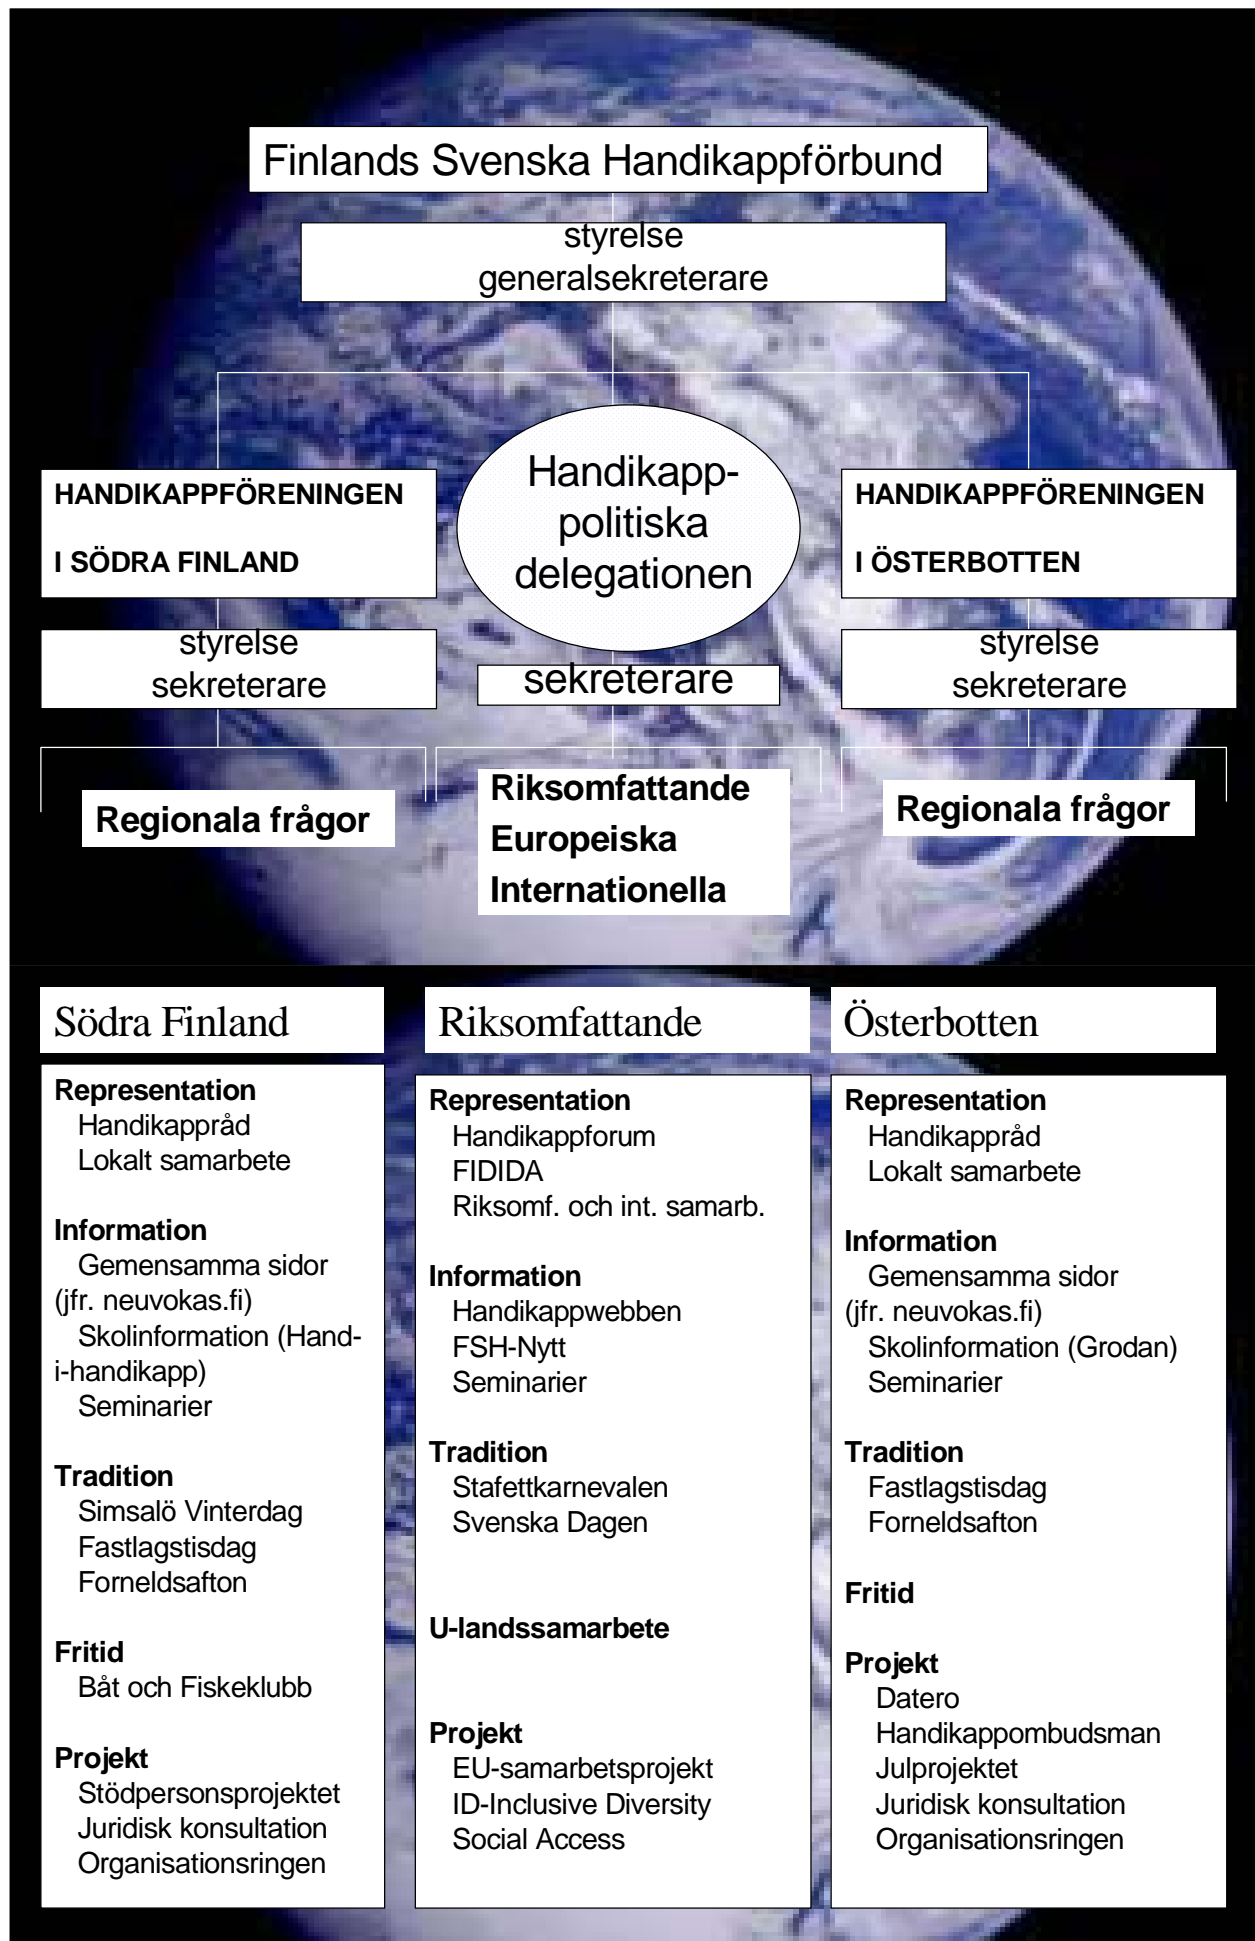 Finlands Svenska Handikappförbund
styrelse
generalsekreterare
HANDIKAPPFÖRENINGEN
I SÖDRA FINLAND
Handikapp-
politiska
delegationen
HANDIKAPPFÖRENINGEN
I ÖSTERBOTTEN
styrelse
sekreterare
sekreterare
styrelse
sekreterare
Regionala frågor
Riksomfattande
Europeiska
Internationella
Regionala frågor
Södra Finland
Representation
Handikappråd
Lokalt samarbete
Information
Gemensamma sidor
(jfr. neuvokas.fi)
Skolinformation (Hand-
i-handikapp)
Seminarier
Tradition
Simsalö Vinterdag
Fastlagstisdag
Forneldsafton
Fritid
Båt och Fiskeklubb
Projekt
Stödpersonsprojektet
Juridisk konsultation
Organisationsringen
Riksomfattande
Representation
Handikappforum
FIDIDA
Riksomf. och int. samarb.
Information
Handikappwebben
FSH-Nytt
Seminarier
Tradition
Stafettkarnevalen
Svenska Dagen
U-landssamarbete
Projekt
EU-samarbetsprojekt
ID-Inclusive Diversity
Social Access
Österbotten
Representation
Handikappråd
Lokalt samarbete
Information
Gemensamma sidor
(jfr. neuvokas.fi)
Skolinformation (Grodan)
Seminarier
Tradition
Fastlagstisdag
Forneldsafton
Fritid
Projekt
Datero
Handikappombudsman
Julprojektet
Juridisk konsultation
Organisationsringen